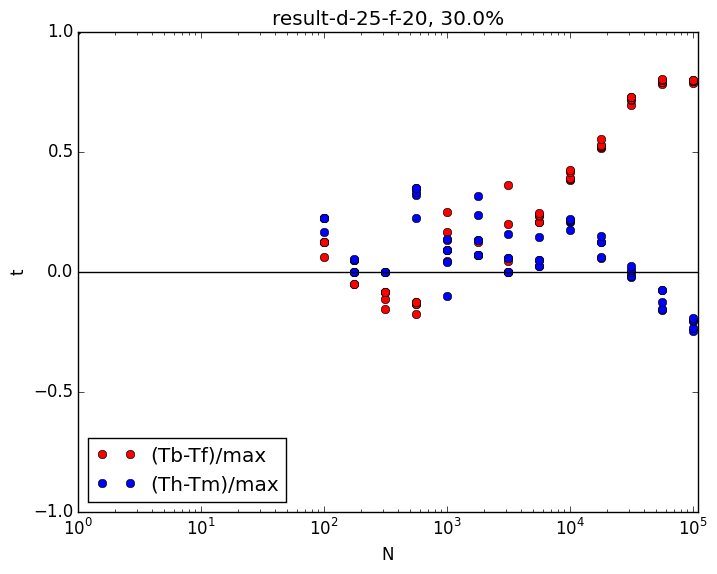 result-d-25-f-20, 30.0%
1.0
0.5
0.0
−0.5
−1.0
t
(Tb-Tf)/max
(Th-Tm)/max
10^0 10^1 10^2 10^3 10^4 10^5
N